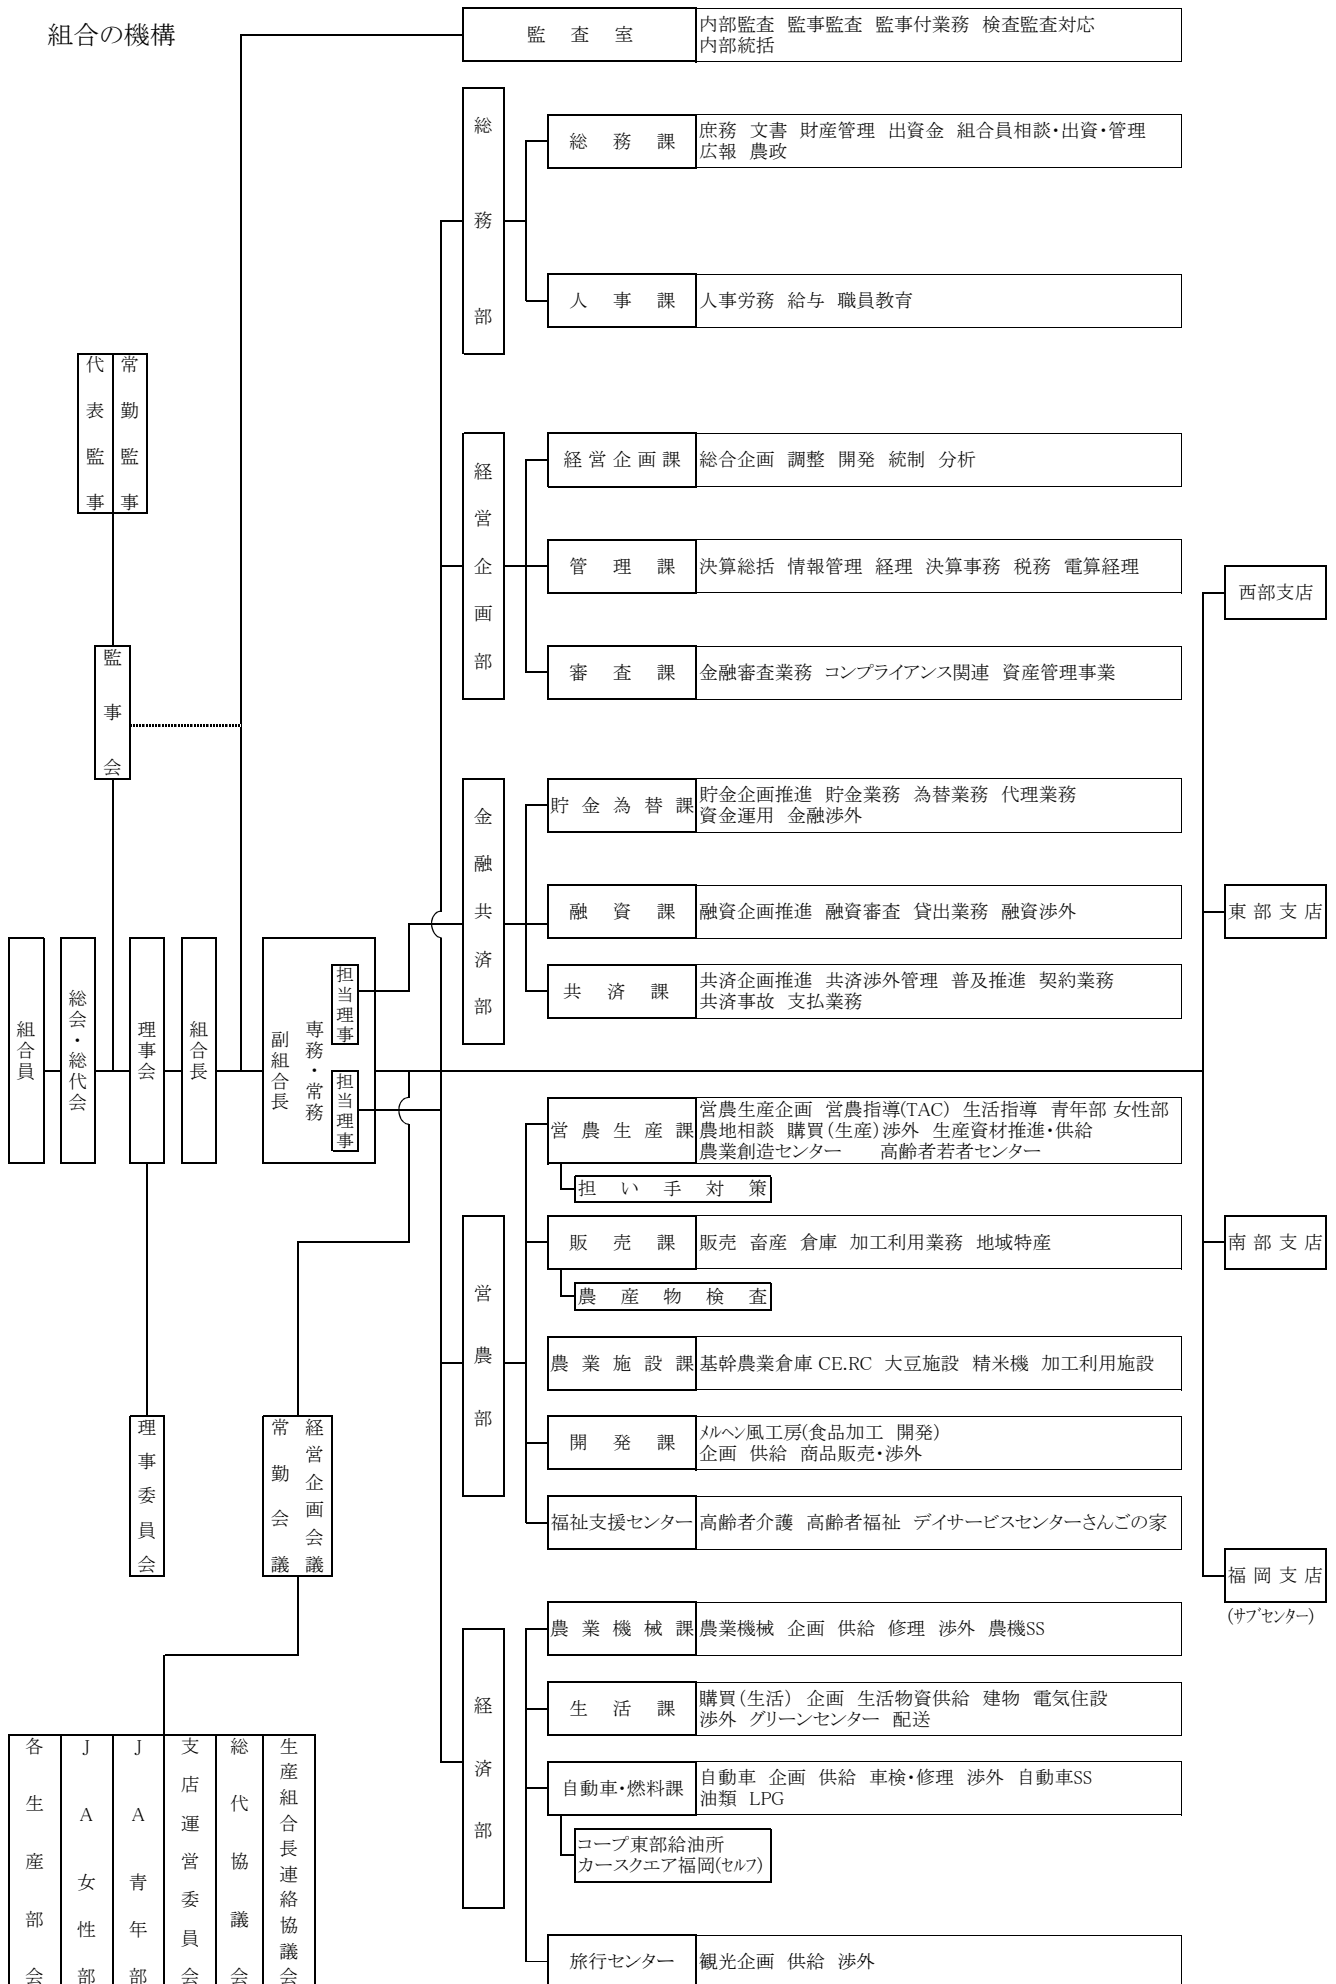 組合の機構
監査室
内部監査 監事監査 監事付業務 検査監査対応
内部統括
総務部
総務課
庶務 文書 財産管理 出資金 組合員相談・出資・管理
広報 農政
人事課
人事労務 給与 職員教育
代表監事
常勤監事
監事会
経営企画部
経営企画課
総合企画 調整 開発 統制 分析
管理課
決算総括 情報管理 経理 決算事務 税務 電算経理
審査課
金融審査業務 コンプライアンス関連 資産管理事業
金融共済部
貯金為替課
貯金企画推進 貯金業務 為替業務 代理業務
資金運用 金融渉外
融資課
融資企画推進 融資審査 貸出業務 融資渉外
共済課
共済企画推進 共済渉外管理 普及推進 契約業務
共済事故 支払業務
組合員
総会・総代会
理事会
組合長
副組合長
専務・常務
担当理事
担当理事
営農部
営農生産課
営農生産企画 営農指導(TAC) 生活指導 青年部 女性部
農地相談 購買(生産)渉外 生産資材推進・供給
農業創造センター 高齢者若者センター
担い手対策
販売課
販売 畜産 倉庫 加工利用業務 地域特産
農産物検査
農業施設課
基幹農業倉庫 CE.RC 大豆施設 精米機 加工利用施設
開発課
メルヘン風工房(食品加工 開発)
企画 供給 商品販売・渉外
福祉支援センター
高齢者介護 高齢者福祉 デイサービスセンターさんごの家
理事委員会
常勤会議
経営企画会議
経済部
農業機械課
農業機械 企画 供給 修理 渉外 農機SS
生活課
購買(生活) 企画 生活物資供給 建物 電気住設
渉外 グリーンセンター 配送
自動車・燃料課
自動車 企画 供給 車検・修理 渉外 自動車SS
油類 LPG
コープ東部給油所
カースクエア福岡(セルフ)
旅行センター
観光企画 供給 渉外
西部支店
東部支店
南部支店
福岡支店
(サブセンター)
各生産部会
JA女性部
JA青年部
支店運営委員会
総代協議会
生産組合長連絡協議会